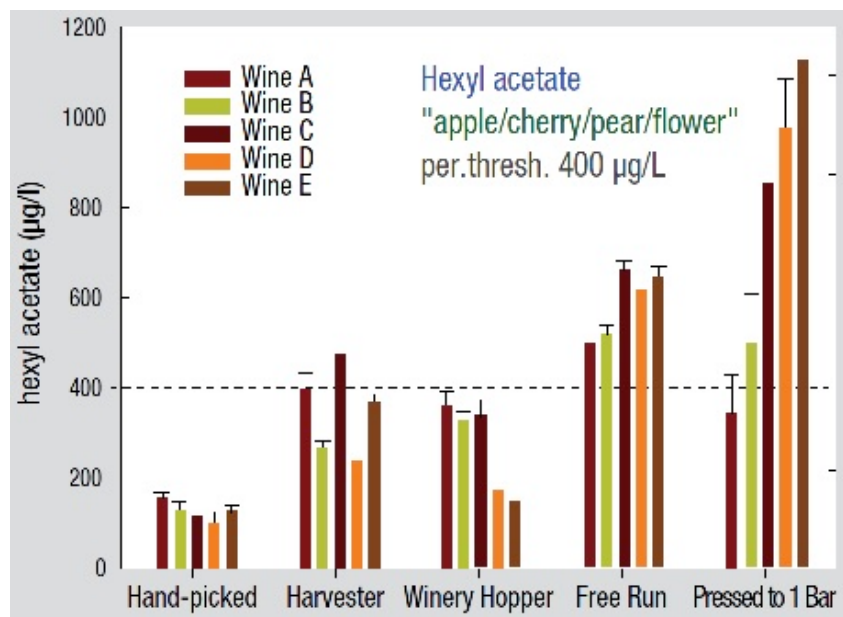 1200
1000
800
600
400
200
0
hexyl acetate (µg/l)
Wine A
Wine B
Wine C
Wine D
Wine E
Hexyl acetate
"apple/cherry/pear/flower"
per.thresh. 400 µg/L
Hand-picked
Harvester
Winery Hopper
Free Run
Pressed to 1 Bar